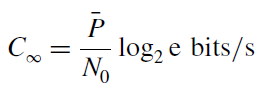 C∞ = P̄/N₀ log₂ e bits/s